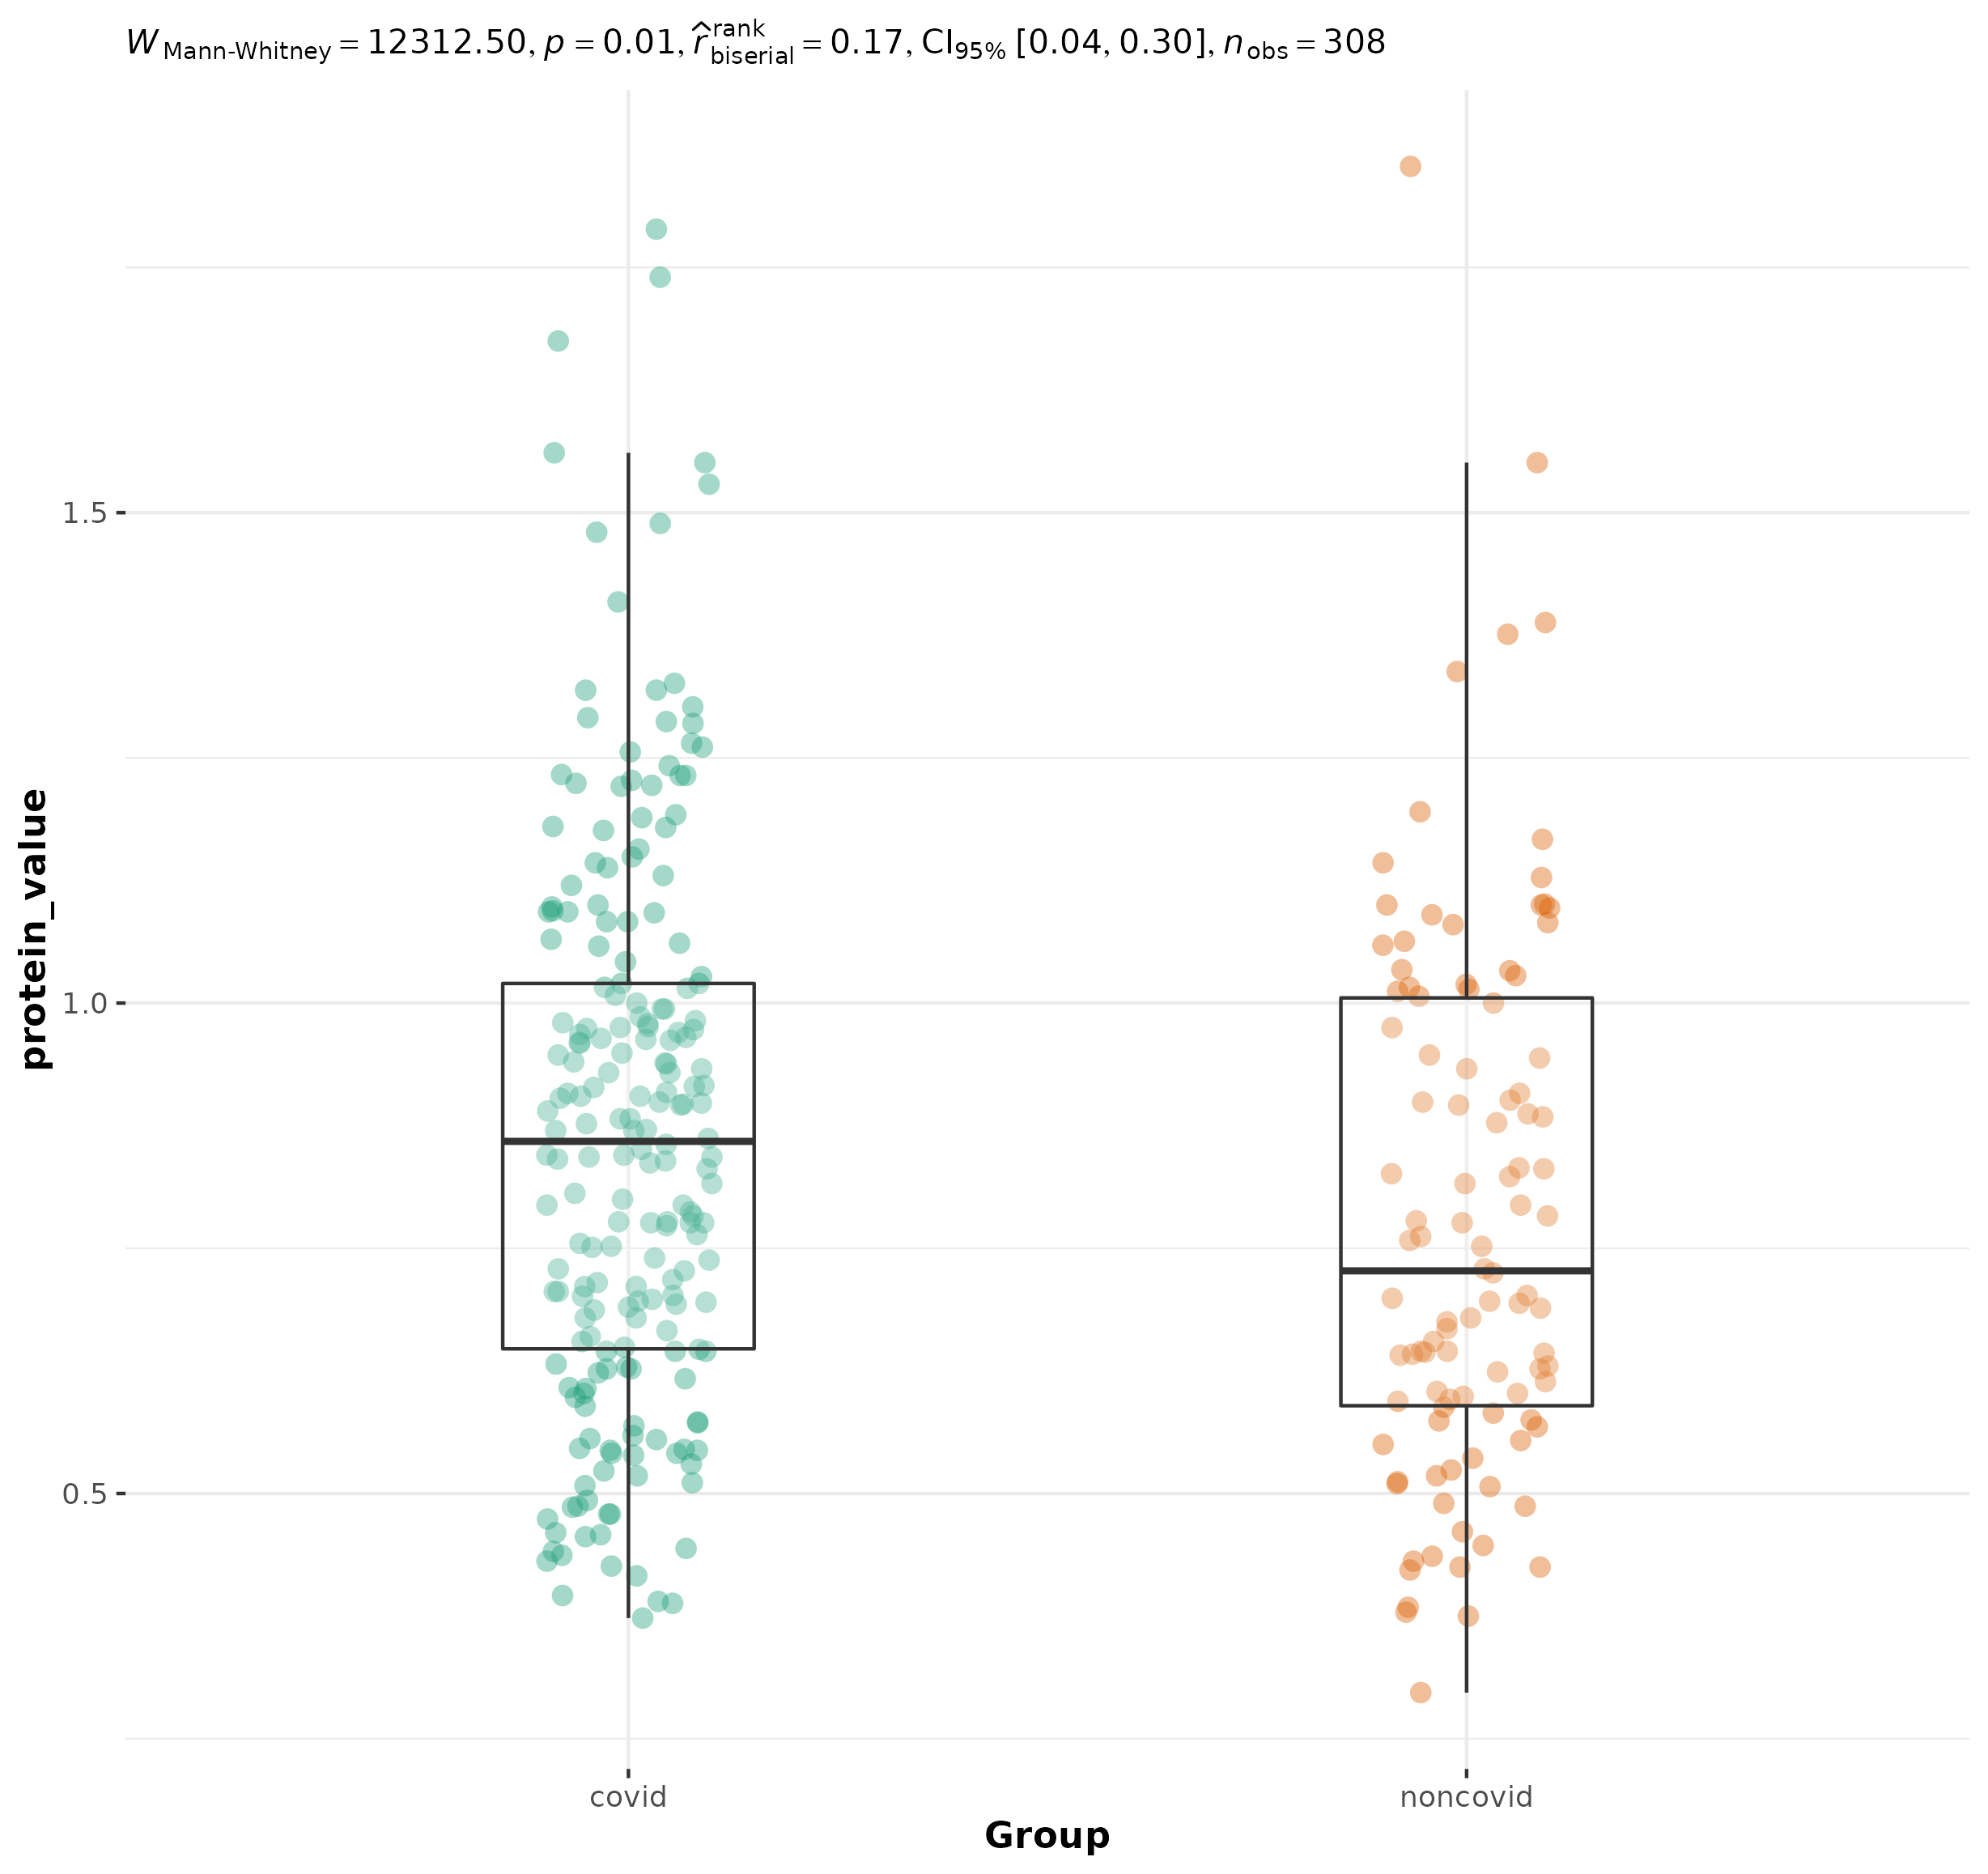 W Mann-Whitney = 12312.50, p = 0.01, r̂ rank biserial = 0.17, CI95% [0.04, 0.30], n obs = 308
protein_value
1.5
1.0
0.5
covid noncovid
Group